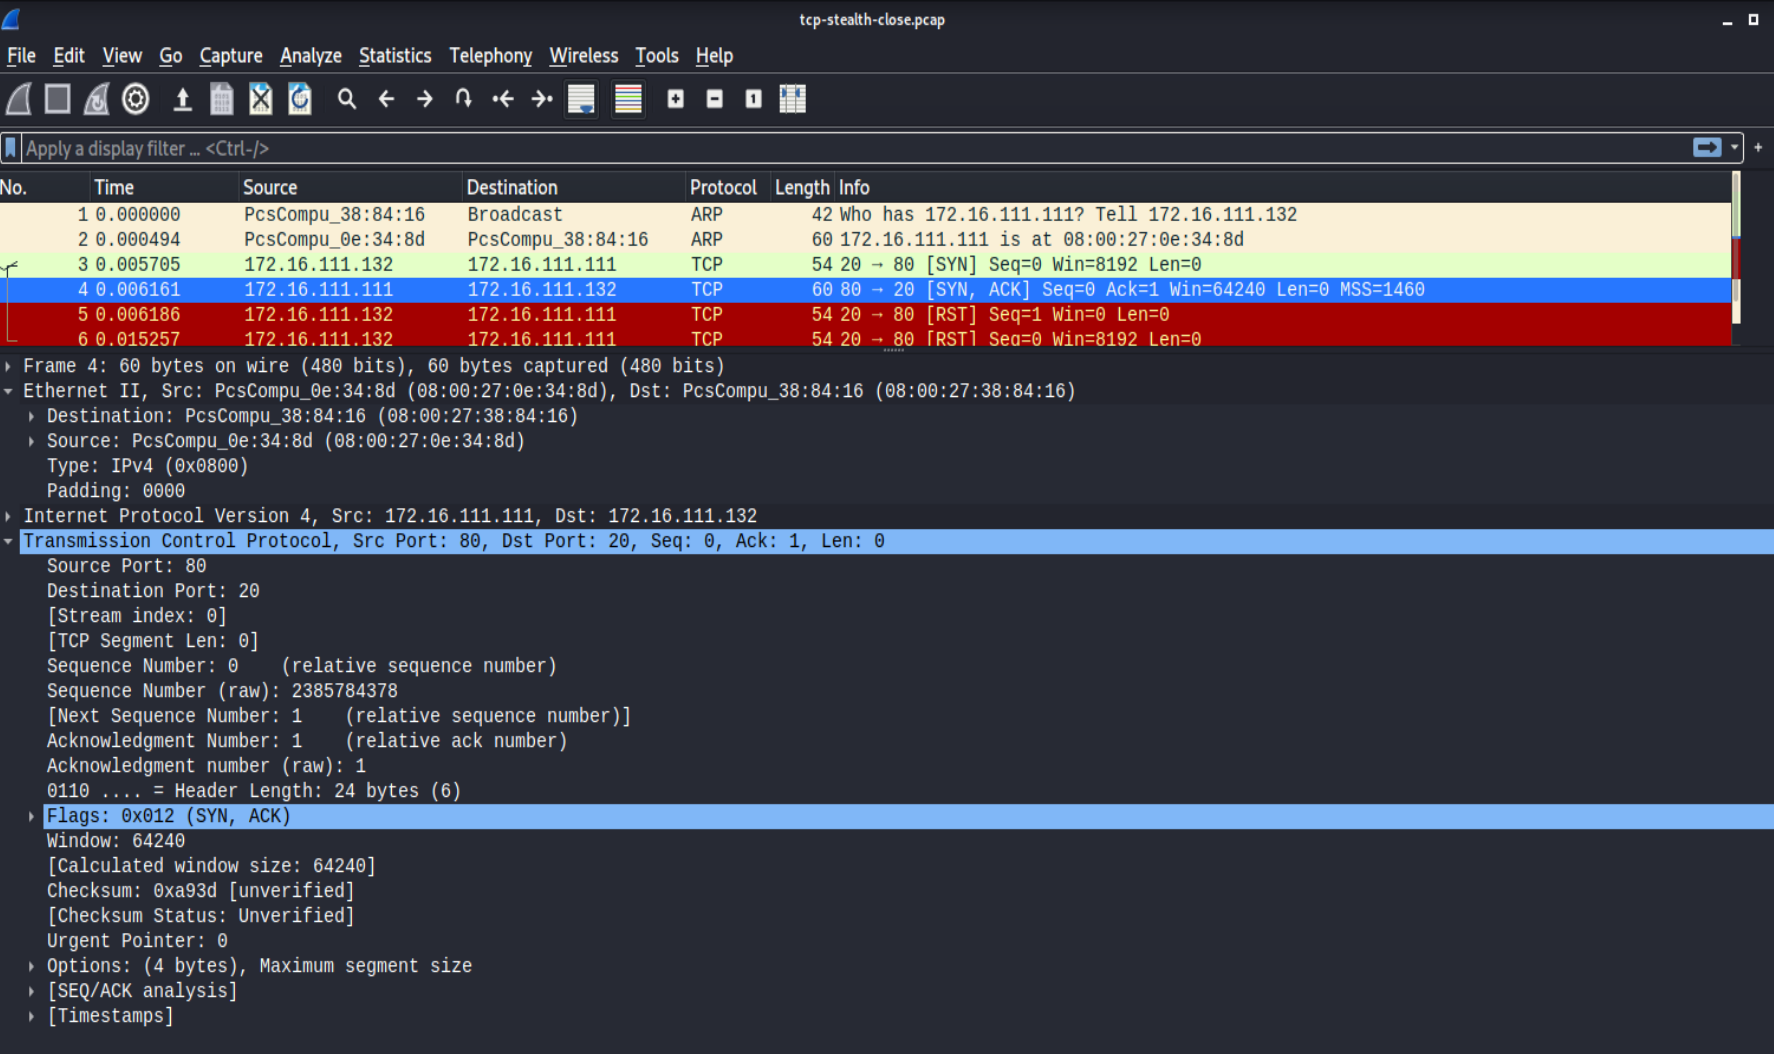 tcp-stealth-close.pcap
File Edit View Go Capture Analyze Statistics Telephony Wireless Tools Help
Apply a display filter ... <Ctrl-/>
No. Time Source Destination Protocol Length Info
1 0.000000 PcsCompu_38:84:16 Broadcast ARP 42 Who has 172.16.111.111? Tell 172.16.111.132
2 0.000494 PcsCompu_0e:34:8d PcsCompu_38:84:16 ARP 60 172.16.111.111 is at 08:00:27:0e:34:8d
3 0.005705 172.16.111.132 172.16.111.111 TCP 54 20 → 80 [SYN] Seq=0 Win=8192 Len=0
4 0.006161 172.16.111.111 172.16.111.132 TCP 60 80 → 20 [SYN, ACK] Seq=0 Ack=1 Win=64240 Len=0 MSS=1460
5 0.006186 172.16.111.132 172.16.111.111 TCP 54 20 → 80 [RST] Seq=1 Win=0 Len=0
6 0.015257 172.16.111.132 172.16.111.111 TCP 54 20 → 80 [RST] Seq=0 Win=8192 Len=0
Frame 4: 60 bytes on wire (480 bits), 60 bytes captured (480 bits)
Ethernet II, Src: PcsCompu_0e:34:8d (08:00:27:0e:34:8d), Dst: PcsCompu_38:84:16 (08:00:27:38:84:16)
Destination: PcsCompu_38:84:16 (08:00:27:38:84:16)
Source: PcsCompu_0e:34:8d (08:00:27:0e:34:8d)
Type: IPv4 (0x0800)
Padding: 0000
Internet Protocol Version 4, Src: 172.16.111.111, Dst: 172.16.111.132
Transmission Control Protocol, Src Port: 80, Dst Port: 20, Seq: 0, Ack: 1, Len: 0
Source Port: 80
Destination Port: 20
[Stream index: 0]
[TCP Segment Len: 0]
Sequence Number: 0    (relative sequence number)
Sequence Number (raw): 2385784378
[Next Sequence Number: 1    (relative sequence number)]
Acknowledgment Number: 1    (relative ack number)
Acknowledgment number (raw): 1
0110 .... = Header Length: 24 bytes (6)
Flags: 0x012 (SYN, ACK)
Window: 64240
[Calculated window size: 64240]
Checksum: 0xa93d [unverified]
[Checksum Status: Unverified]
Urgent Pointer: 0
Options: (4 bytes), Maximum segment size
[SEQ/ACK analysis]
[Timestamps]